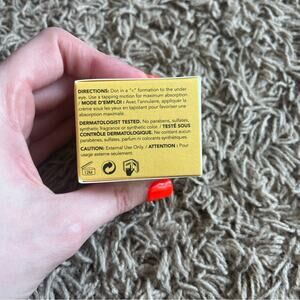 DIRECTIONS: Dot in a "c" formation to the under
eye. Use a tapping motion for maximum absorption
/ MODE D'EMPLOI : Avec l'annulaire, appliquer la
crème sous les yeux en tapotant pour favoriser une
absorption maximale.
DERMATOLOGIST TESTED. No parabens, sulfates,
synthetic fragrance or synthetic color. / TESTÉ SOUS
CONTRÔLE DERMATOLOGIQUE. Ne contient aucun
parabènes, sulfates, parfum ni colorants synthétiques.
CAUTION: External Use Only. / ATTENTION : Pour
usage externe seulement.
12M